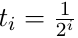 t_i = \frac{1}{2^i}